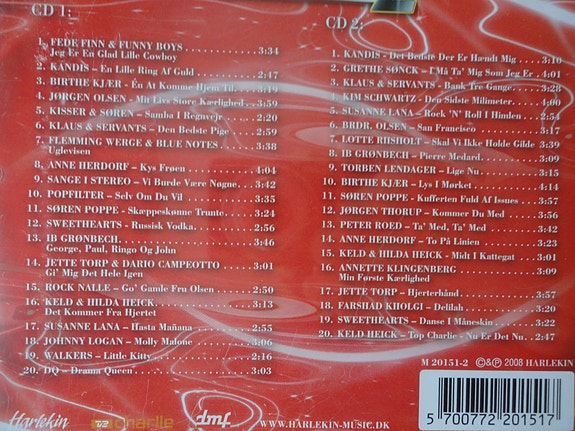 CD 1:
1. FEDE FINN & FUNNY BOYS
Jeg Er En Glad Lille Cowboy 3:34
2. KANDIS – En Lille Ring Af Guld 2:47
3. BIRTHE KJÆR – Én At Komme Hjem Til 3:19
4. JØRGEN OLSEN – Mit Livs Store Kærlighed 3:59
5. KISSER & SØREN – Samba I Regnvejr 3:20
6. KLAUS & SERVANTS – Den Bedste Pige 2:59
7. FLEMMING WERGE & BLUE NOTES 3:38
Uglevisen
8. ANNE HERDORF – Kys Frøen 4:04
9. SANGE I STEREO – Vi Burde Være Nøgne 3:42
10. POPFILTER – Selv Om Du Vil 3:35
11. SØREN POPPE – Skæppeskønne Trunte 3:24
12. SWEETHEARTS – Russisk Vodka 3:56
13. IB GRØNBECH 3:46
George, Paul, Ringo Og John
14. JETTE TORP & DARIO CAMPEOTTO 3:01
Gi' Mig Det Hele Igen
15. ROCK NALLE – Go' Gamle Fru Olsen 2:50
16. KELD & HILDA HEICK 3:13
Det Kommer Fra Hjertet
17. SUSANNE LANA – Hasta Mañana 2:55
18. JOHNNY LOGAN – Molly Malone 3:06
19. WALKERS – Little Kitty 2:16
20. DQ – Drama Queen 3:03
CD 2:
1. KANDIS – Det Bedste Der Er Hændt Mig 3:10
2. GRETHE SØNCK – I Må Ta' Mig Som Jeg Er 4:01
3. KLAUS & SERVANTS – Bank Tre Gange 3:28
4. KIM SCHWARTZ – Den Sidste Milimeter 4:00
5. SUSANNE LANA – Rock 'N' Roll I Himlen 2:54
6. BRDR. OLSEN – San Francisco 3:17
7. LOTTE RIISHOLT – Skal Vi Ikke Holde Gilde 3:39
8. IB GRØNBECH – Pierre Medard 3:09
9. TORBEN LENDAGER – Lige Nu 3:15
10. BIRTHE KJÆR – Lys I Mørket 4:14
11. SØREN POPPE – Kufferten Fuld Af Issues 3:57
12. JØRGEN THORUP – Kommer Du Med 3:56
13. PETER ROED – Ta' Med, Ta' Med 3:42
14. ANNE HERDORF – To På Linien 3:23
15. KELD & HILDA HEICK – Midt I Kattegat 3:01
16. ANNETTE KLINGENBERG 3:09
Min Første Kærlighed
17. JETTE TORP – Hjerterhånd 3:57
18. FARSHAD KHOLGI – Delilah 3:20
19. SWEETHEARTS – Danse I Måneskin 3:22
20. KELD HEICK – Top Charlie – Nu Er Det Nu 2:47
M 20151-2 ©&℗ 2008 HARLEKIN
Harlekin
dmf
WWW.HARLEKIN-MUSIC.DK
5 700772 201517